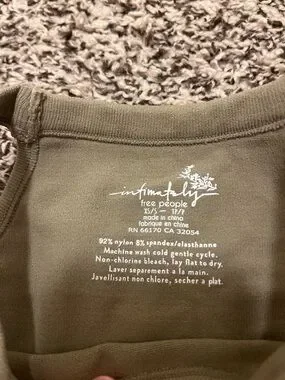 intimately
free people
XS/S — TP/P
made in china
fabriqué en chine
RN 66170 CA 32054
92% nylon 8% spandex/elasthanne
Machine wash cold gentle cycle.
Non-chlorine bleach, lay flat to dry.
Laver separement a la main.
Javellisant non chlore, secher a plat.